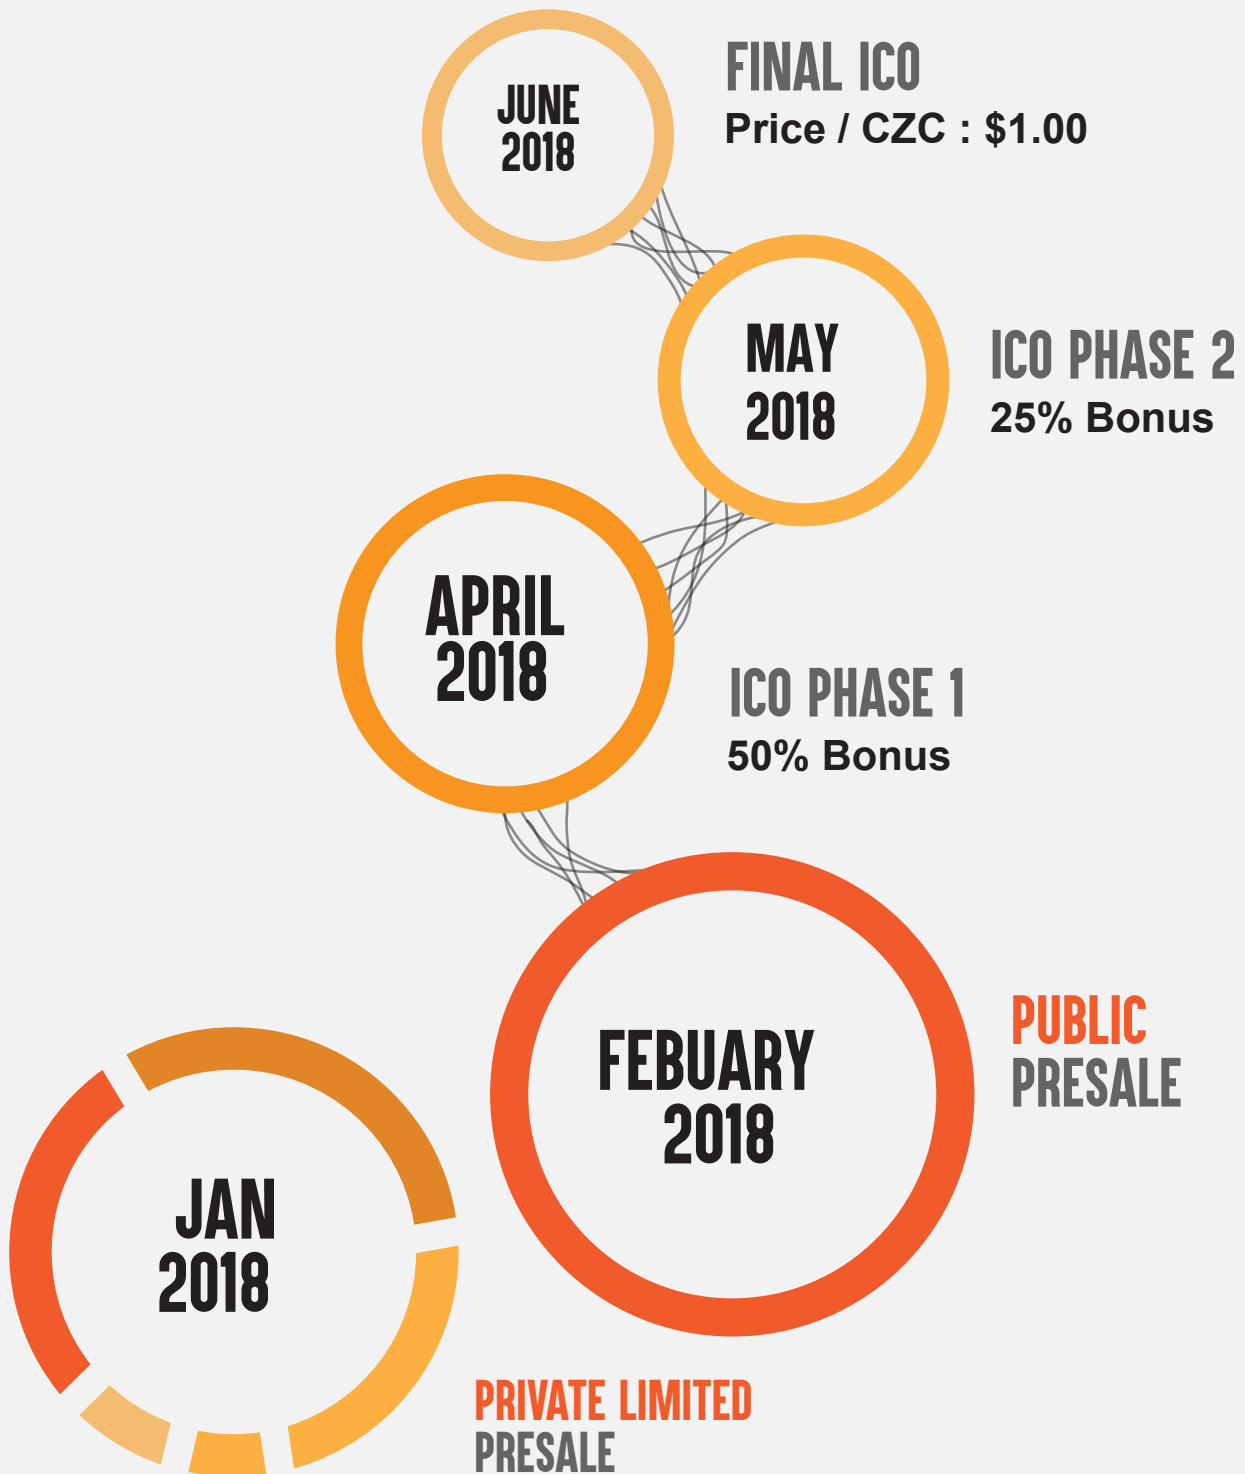 JUNE
2018
FINAL ICO
Price / CZC : $1.00
MAY
2018
ICO PHASE 2
25% Bonus
APRIL
2018
ICO PHASE 1
50% Bonus
FEBUARY
2018
PUBLIC
PRESALE
JAN
2018
PRIVATE LIMITED
PRESALE